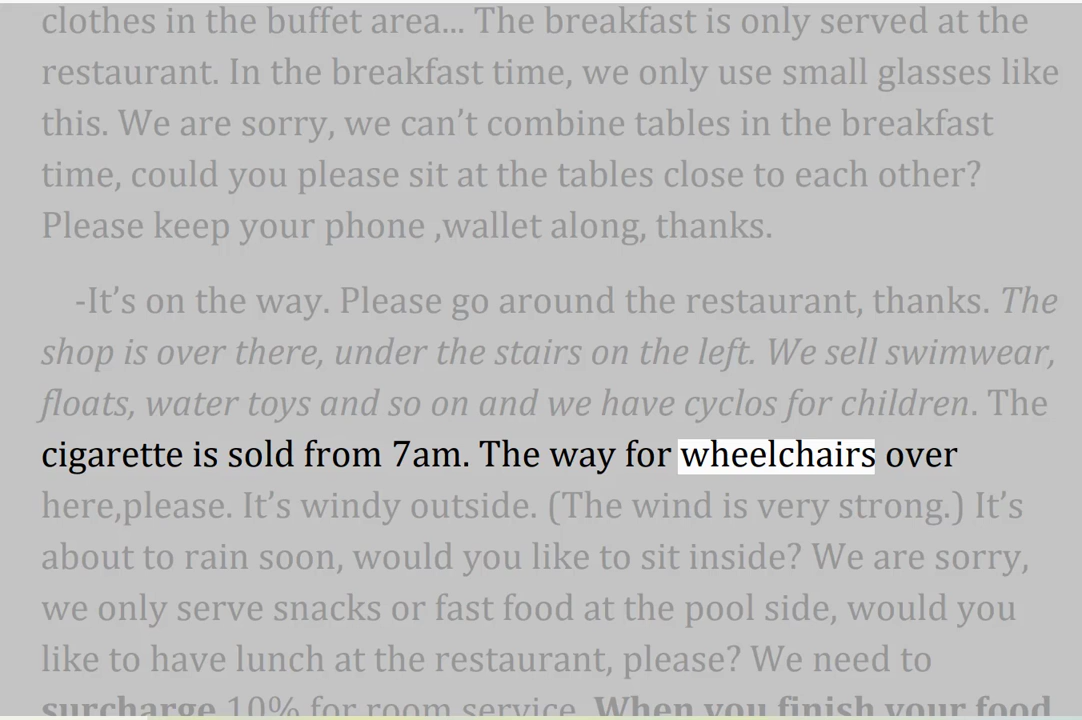 clothes in the buffet area... The breakfast is only served at the
restaurant. In the breakfast time, we only use small glasses like
this. We are sorry, we can’t combine tables in the breakfast
time, could you please sit at the tables close to each other?
Please keep your phone ,wallet along, thanks.
-It’s on the way. Please go around the restaurant, thanks. The
shop is over there, under the stairs on the left. We sell swimwear,
floats, water toys and so on and we have cyclos for children. The
cigarette is sold from 7am. The way for wheelchairs over
here,please. It’s windy outside. (The wind is very strong.) It’s
about to rain soon, would you like to sit inside? We are sorry,
we only serve snacks or fast food at the pool side, would you
like to have lunch at the restaurant, please? We need to
surcharge 10% for room service. When you finish your food